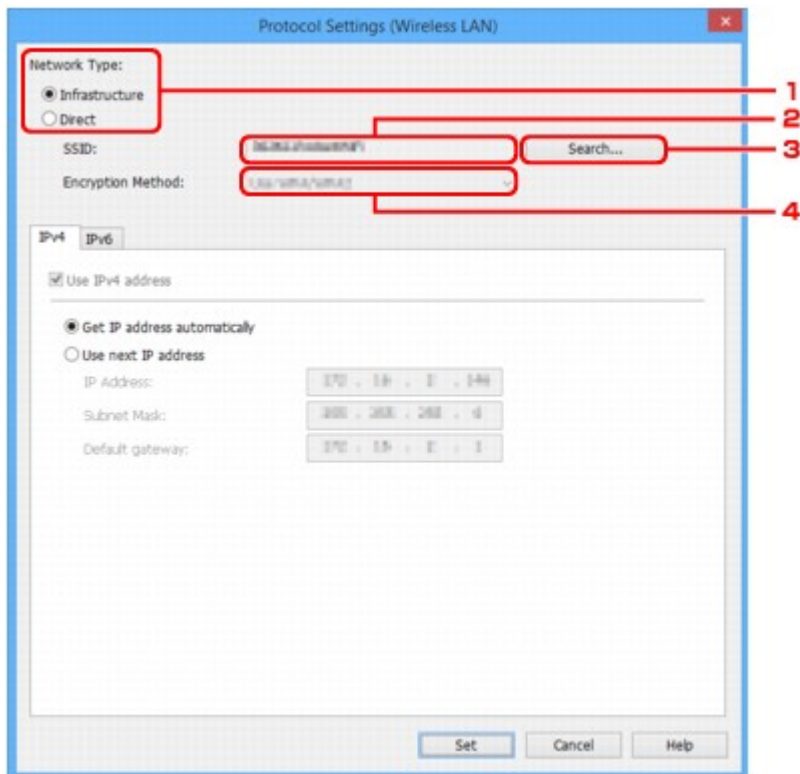 Protocol Settings (Wireless LAN)
Network Type:
Infrastructure
1
Direct
2
SSID:
Search...
3
Encryption Method:
4
IPv4 IPv6
Use IPv4 address
Get IP address automatically
Use next IP address
IP Address:
Subnet Mask:
Default gateway:
Set Cancel Help